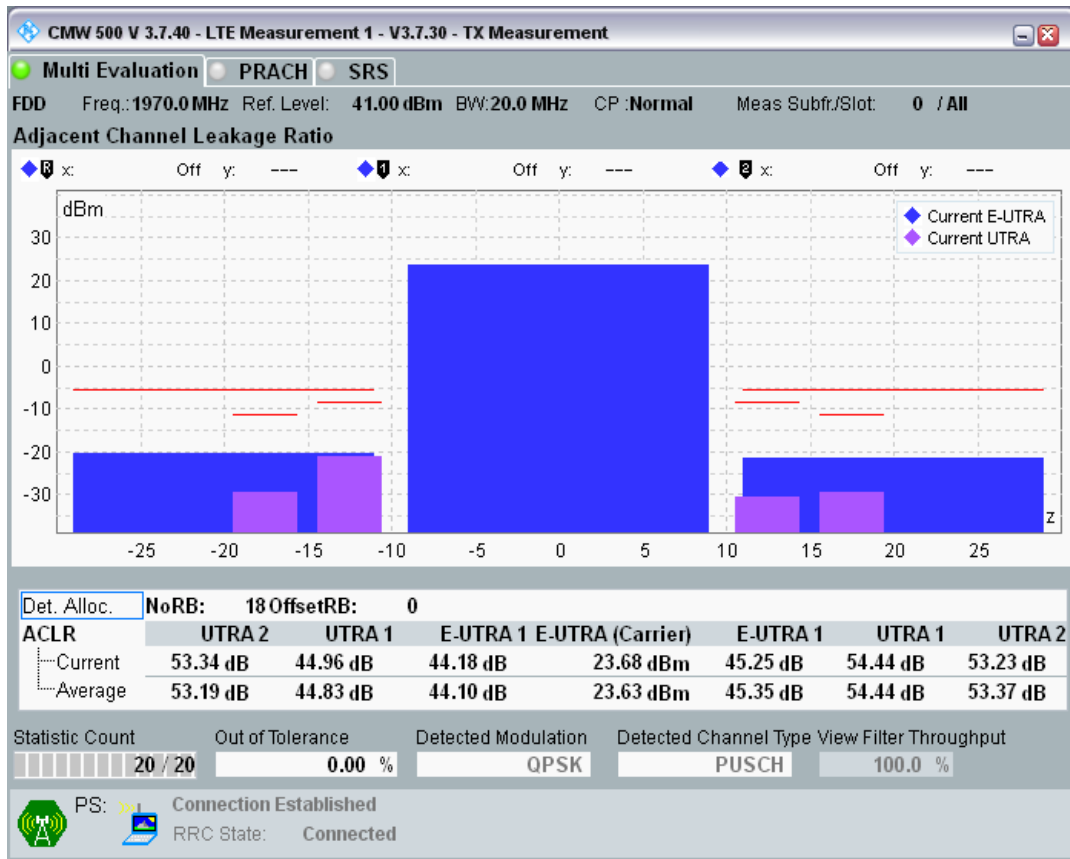 CMW 500 V 3.7.40 - LTE Measurement 1 - V3.7.30 - TX Measurement
Multi Evaluation PRACH SRS
FDD Freq.: 1970.0 MHz Ref. Level: 41.00 dBm BW: 20.0 MHz CP :Normal Meas Subfr./Slot: 0 / All
Adjacent Channel Leakage Ratio
R x: Off y: --- 1 x: Off y: --- 2 x: Off y: ---
dBm
Current E-UTRA
Current UTRA
30
20
10
0
-10
-20
-30
z
-25 -20 -15 -10 -5 0 5 10 15 20 25
Det. Alloc. NoRB: 18 OffsetRB: 0
ACLR UTRA 2 UTRA 1 E-UTRA 1 E-UTRA (Carrier) E-UTRA 1 UTRA 1 UTRA 2
Current 53.34 dB 44.96 dB 44.18 dB 23.68 dBm 45.25 dB 54.44 dB 53.23 dB
Average 53.19 dB 44.83 dB 44.10 dB 23.63 dBm 45.35 dB 54.44 dB 53.37 dB
Statistic Count Out of Tolerance Detected Modulation Detected Channel Type View Filter Throughput
20 / 20 0.00 % QPSK PUSCH 100.0 %
PS: Connection Established
RRC State: Connected